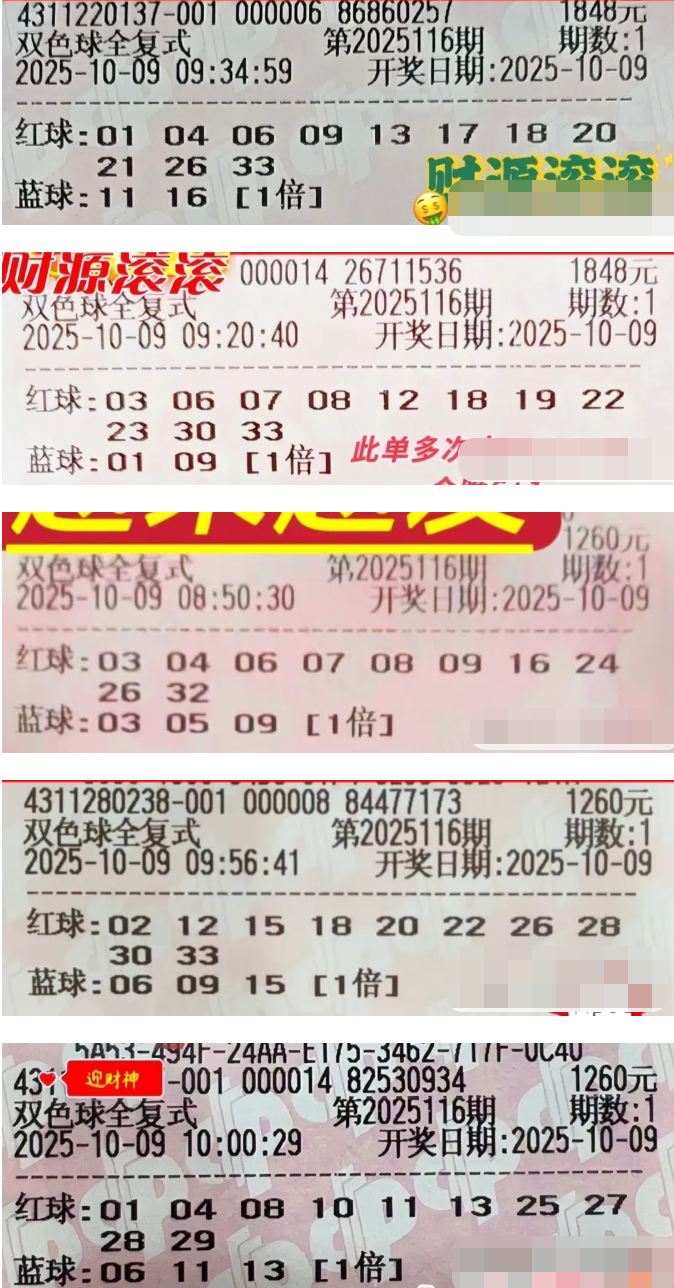 4311220137-001 000006 86860257 1848元
双色球全复式 第2025116期 期数:1
2025-10-09 09:34:59 开奖日期:2025-10-09
红球:01 04 06 09 13 17 18 20
21 26 33
蓝球:11 16 [1倍]
财源滚滚
财源滚滚 000014 26711536 1848元
双色球全复式 第2025116期 期数:1
2025-10-09 09:20:40 开奖日期:2025-10-09
红球:03 06 07 08 12 18 19 22
23 30 33
蓝球:01 09 [1倍]
此单多次
1260元
双色球全复式 第2025116期 期数:1
2025-10-09 08:50:30 开奖日期:2025-10-09
红球:03 04 06 07 08 09 16 24
26 32
蓝球:03 05 09 [1倍]
4311280238-001 000008 84477173 1260元
双色球全复式 第2025116期 期数:1
2025-10-09 09:56:41 开奖日期:2025-10-09
红球:02 12 15 18 20 22 26 28
30 33
蓝球:06 09 15 [1倍]
5A53-494F-24AA-E175-3462-717F-0C40
431 迎财神 -001 000014 82530934 1260元
双色球全复式 第2025116期 期数:1
2025-10-09 10:00:29 开奖日期:2025-10-09
红球:01 04 08 10 11 13 25 27
28 29
蓝球:06 11 13 [1倍]